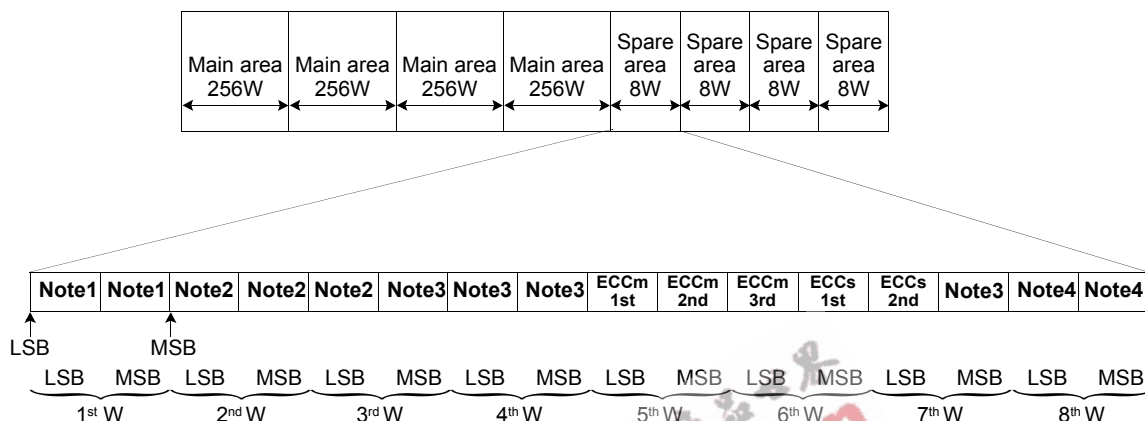 Main area 256W Main area 256W Main area 256W Main area 256W Spare area 8W Spare area 8W Spare area 8W Spare area 8W
Note1 Note1 Note2 Note2 Note2 Note3 Note3 Note3 ECCm 1st ECCm 2nd ECCm 3rd ECCs 1st ECCs 2nd Note3 Note4 Note4
LSB MSB
LSB MSB LSB MSB LSB MSB LSB MSB LSB MSB LSB MSB LSB MSB LSB MSB
1st W 2nd W 3rd W 4th W 5th W 6th W 7th W 8th W